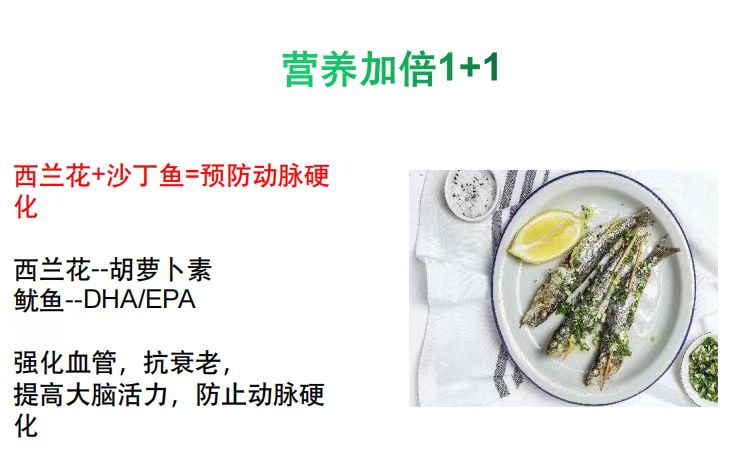 营养加倍1+1
西兰花+沙丁鱼=预防动脉硬
化
西兰花--胡萝卜素
鱿鱼--DHA/EPA
强化血管，抗衰老，
提高大脑活力，防止动脉硬
化